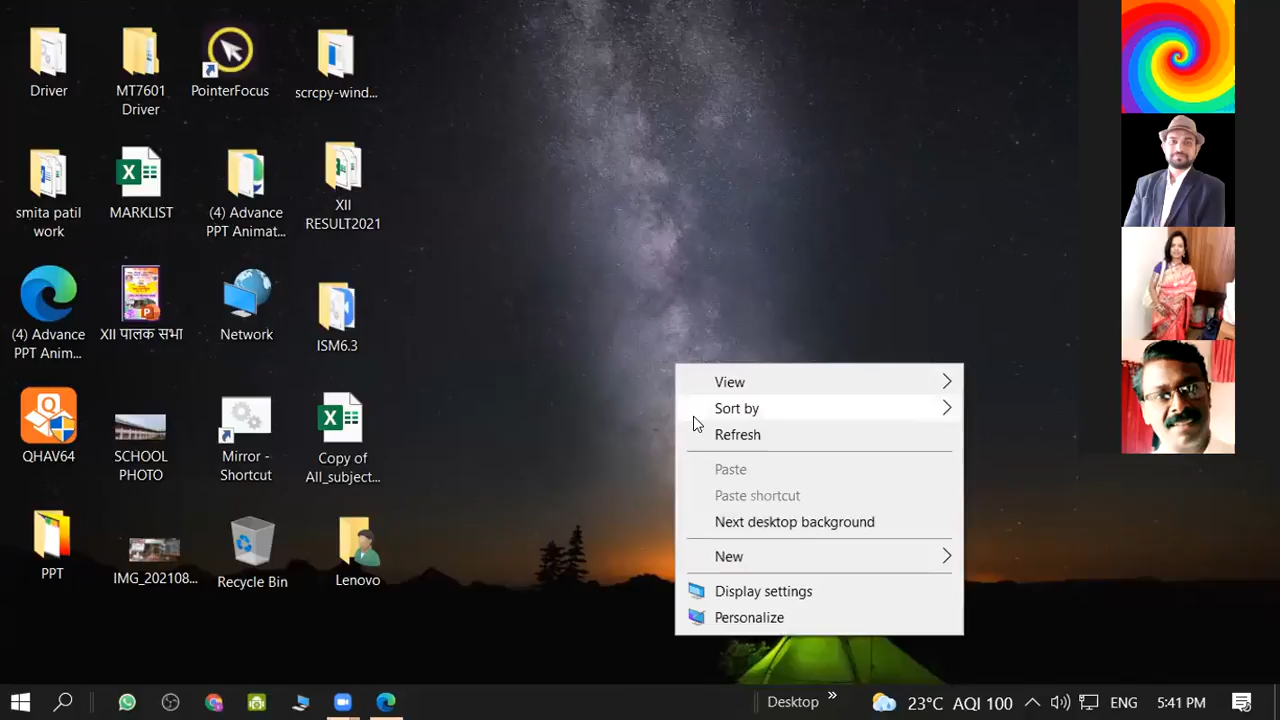 Driver
MT7601
Driver
PointerFocus
scrcpy-wind...
smita patil
work
MARKLIST
(4) Advance
PPT Animat...
XII
RESULT2021
(4) Advance
PPT Anim...
XII पालक सभा
Network
ISM6.3
QHAV64
SCHOOL
PHOTO
Mirror -
Shortcut
Copy of
All_subject...
PPT
IMG_202108...
Recycle Bin
Lenovo
View
Sort by
Refresh
Paste
Paste shortcut
Next desktop background
New
Display settings
Personalize
Desktop
23°C AQI 100
ENG
5:41 PM